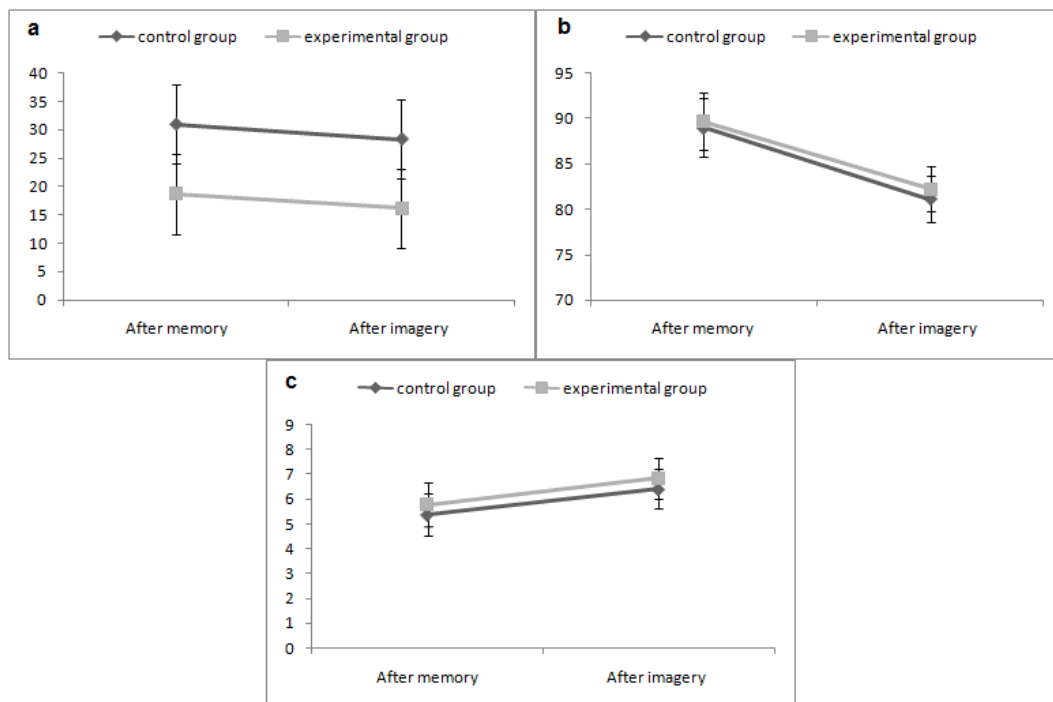 a
control group experimental group
40
35
30
25
20
15
10
5
0
After memory After imagery
b
control group experimental group
95
90
85
80
75
70
After memory After imagery
c
control group experimental group
9
8
7
6
5
4
3
2
1
0
After memory After imagery